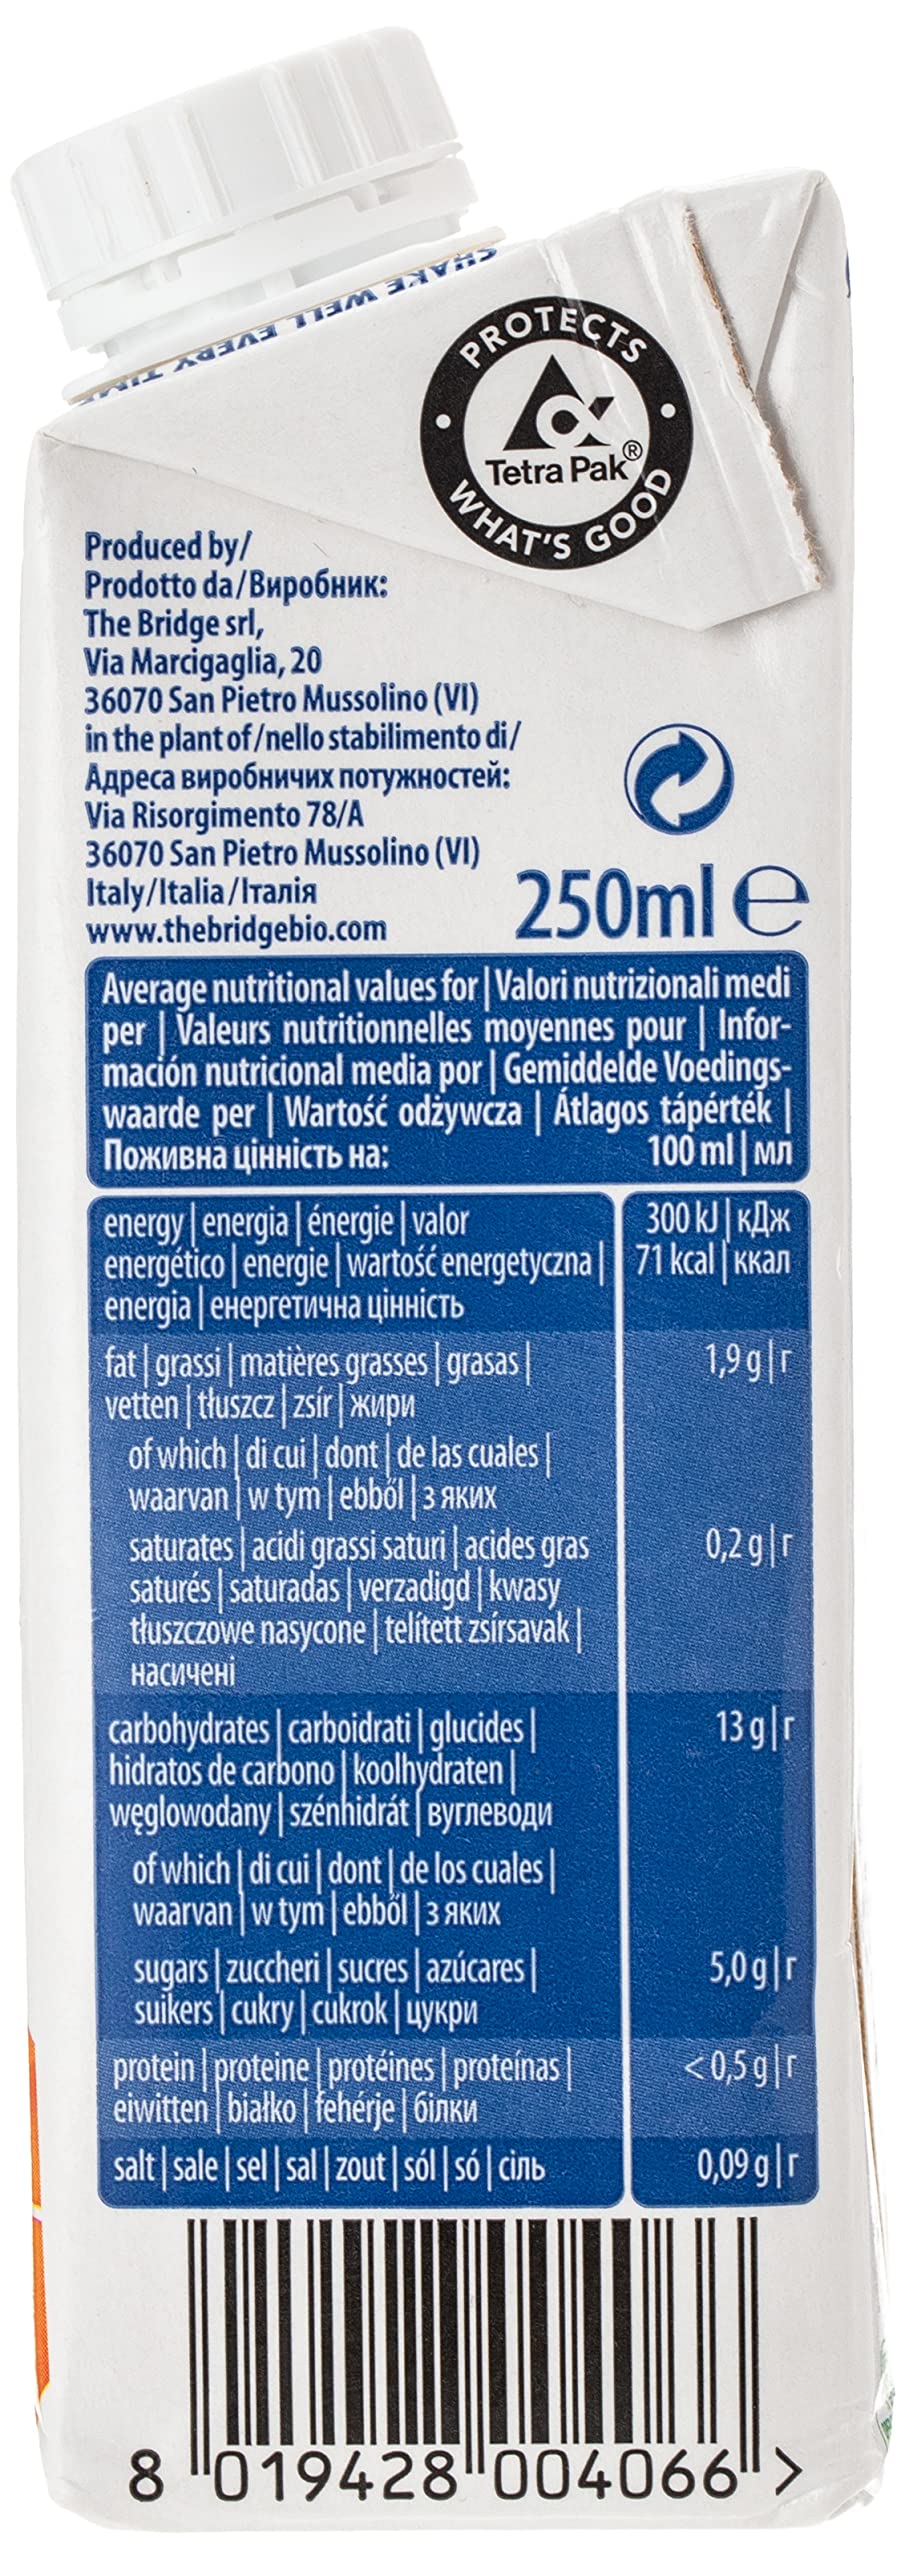 SHAKE WELL EVERY TIME
PROTECTS
Tetra Pak®
WHAT'S GOOD
Produced by/
Prodotto da/Виробник:
The Bridge srl,
Via Marcigaglia, 20
36070 San Pietro Mussolino (VI)
in the plant of/nello stabilimento di/
Адреса виробничих потужностей:
Via Risorgimento 78/A
36070 San Pietro Mussolino (VI)
Italy/Italia/Італія
www.thebridgebio.com
250ml ℮
Average nutritional values for | Valori nutrizionali medi
per | Valeurs nutritionnelles moyennes pour | Infor-
mación nutricional media por | Gemiddelde Voedings-
waarde per | Wartość odżywcza | Átlagos tápérték |
Поживна цінність на: 100 ml | мл
energy | energia | énergie | valor 300 kJ | кДж
energético | energie | wartość energetyczna | 71 kcal | ккал
energia | енергетична цінність
fat | grassi | matières grasses | grasas | 1,9 g | г
vetten | tłuszcz | zsír | жири
of which | di cui | dont | de las cuales |
waarvan | w tym | ebből | з яких
saturates | acidi grassi saturi | acides gras 0,2 g | г
saturés | saturadas | verzadigd | kwasy
tłuszczowe nasycone | telített zsírsavak |
насичені
carbohydrates | carboidrati | glucides | 13 g | г
hidratos de carbono | koolhydraten |
węglowodany | szénhidrát | вуглеводи
of which | di cui | dont | de los cuales |
waarvan | w tym | ebből | з яких
sugars | zuccheri | sucres | azúcares | 5,0 g | г
suikers | cukry | cukrok | цукри
protein | proteine | protéines | proteínas | < 0,5 g | г
eiwitten | białko | fehérje | білки
salt | sale | sel | sal | zout | sól | só | сіль 0,09 g | г
8 019428 004066 >